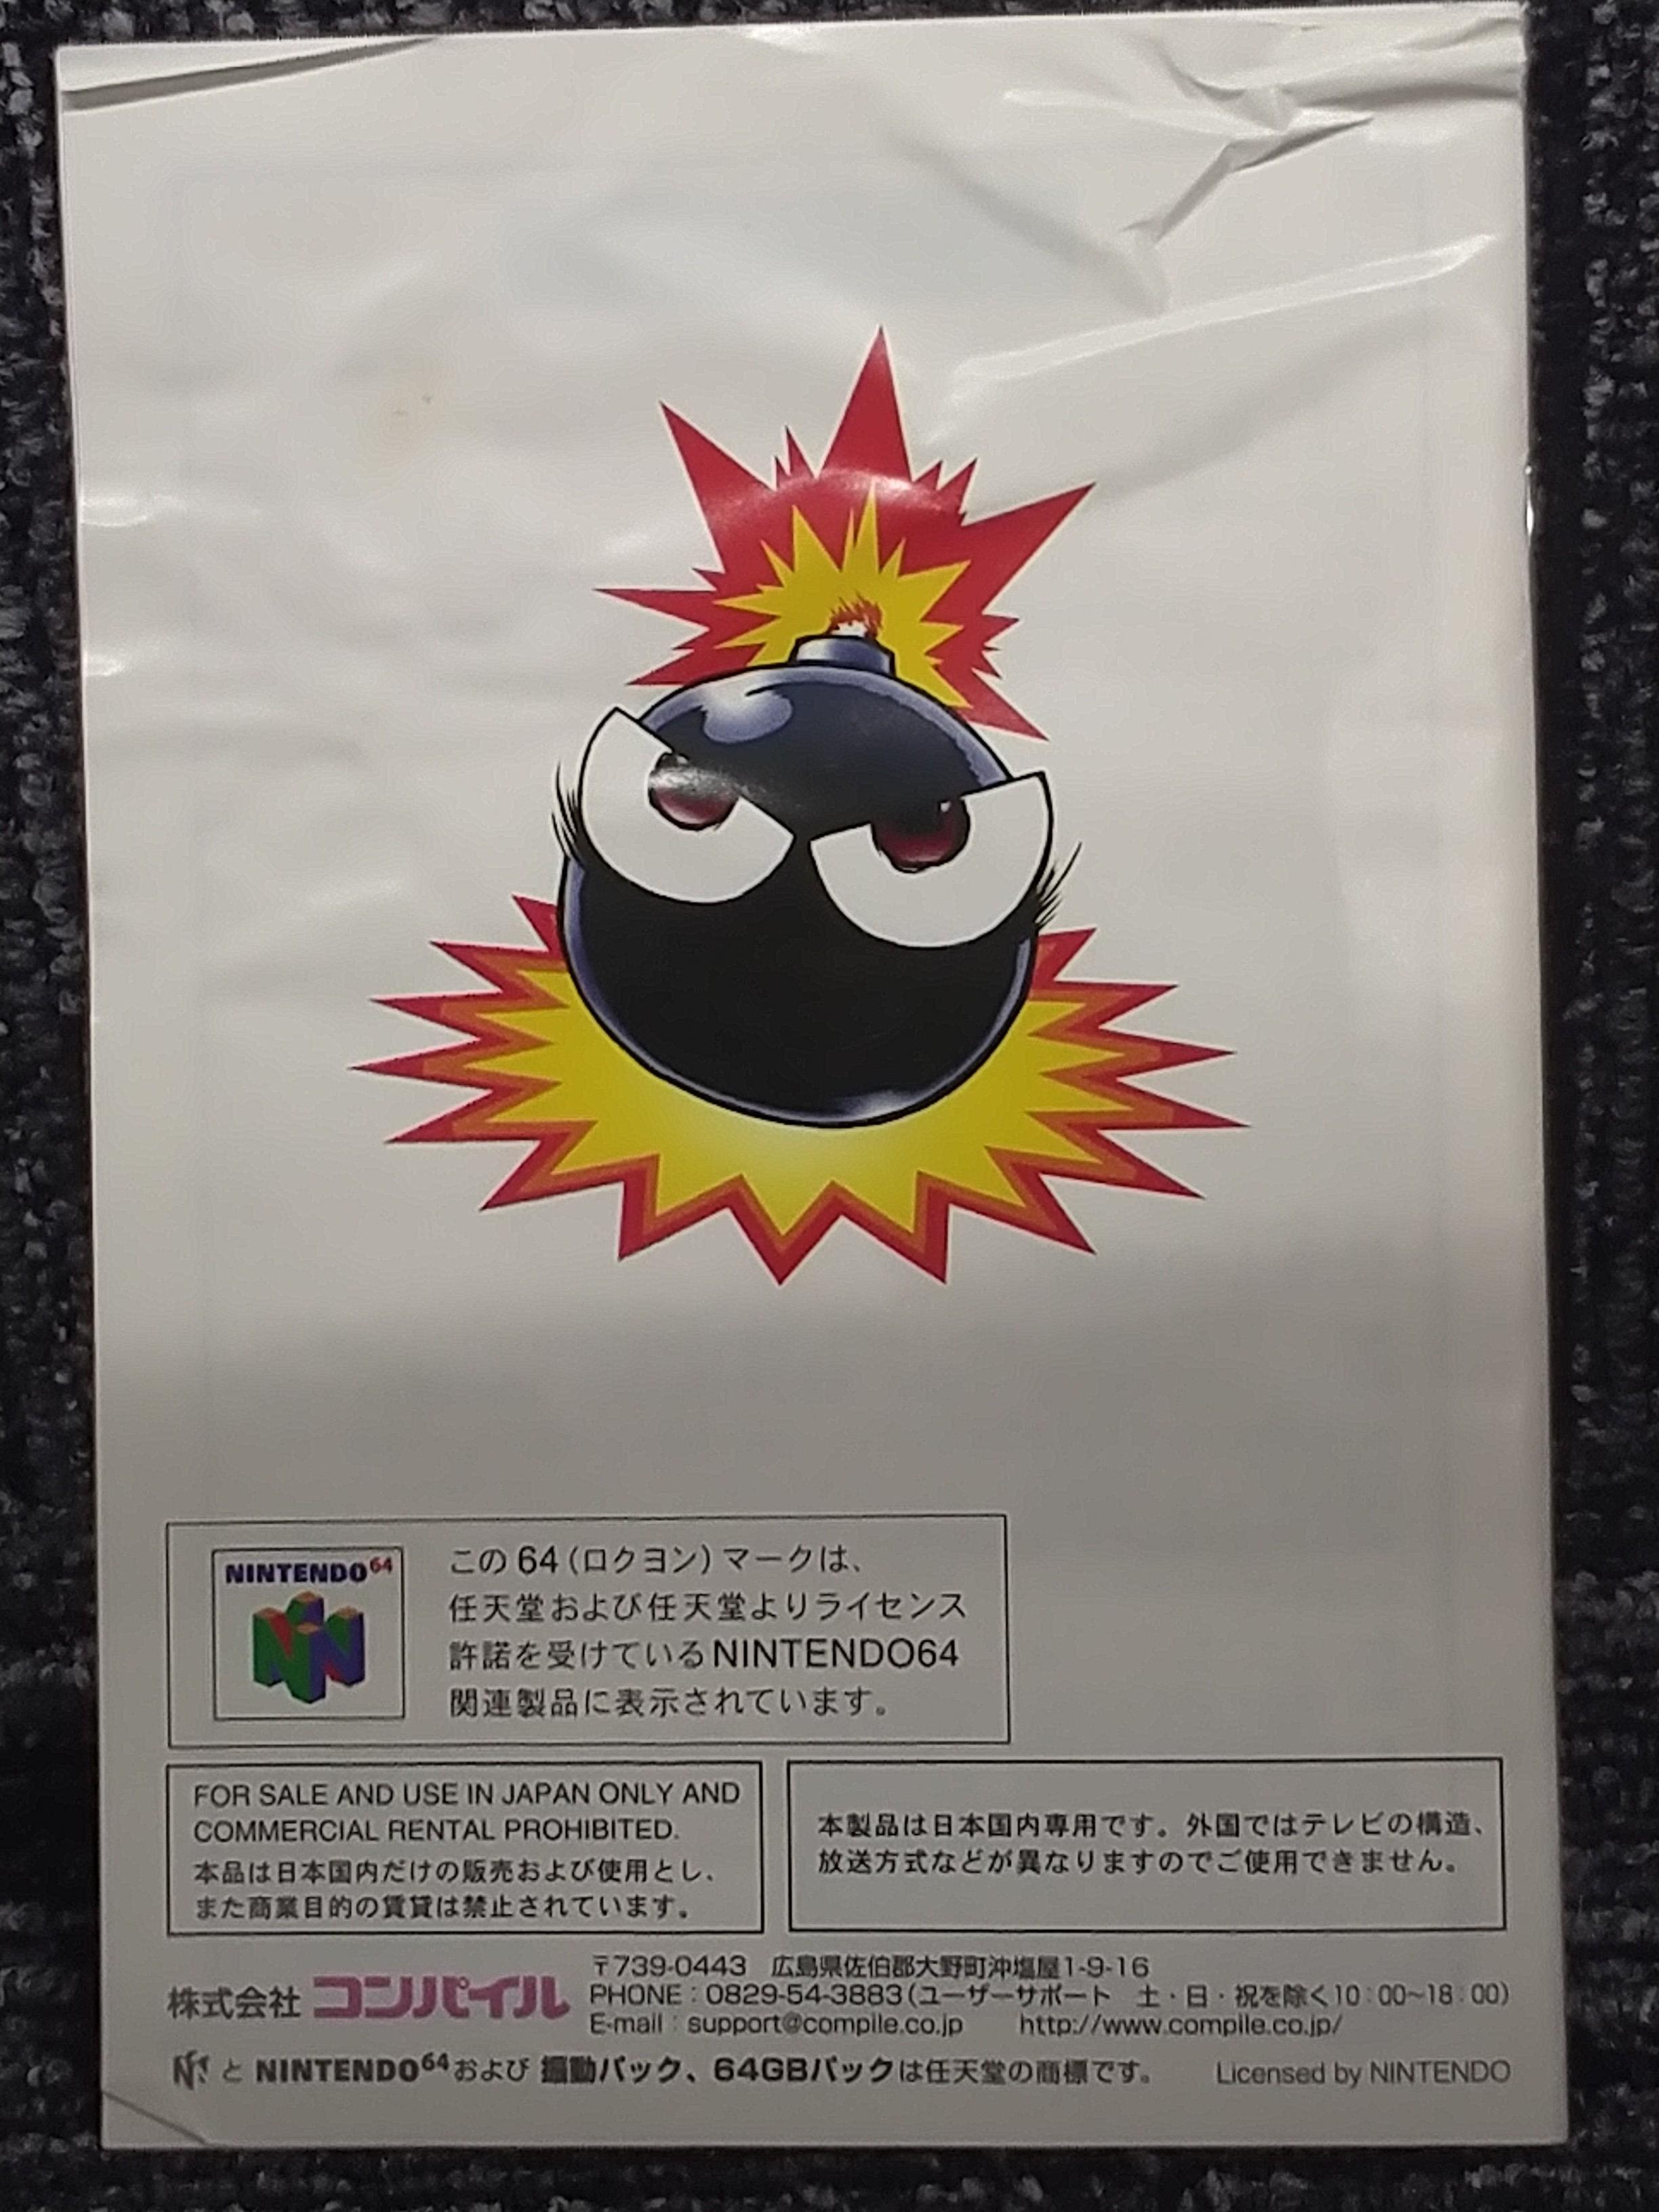 NINTENDO64
この64(ロクヨン)マークは、
任天堂および任天堂よりライセンス
許諾を受けているNINTENDO64
関連製品に表示されています。
FOR SALE AND USE IN JAPAN ONLY AND
COMMERCIAL RENTAL PROHIBITED.
本品は日本国内だけの販売および使用とし、
また商業目的の賃貸は禁止されています。
本製品は日本国内専用です。外国ではテレビの構造、
放送方式などが異なりますのでご使用できません。
株式会社 コンパイル
〒739-0443 広島県佐伯郡大野町沖塩屋1-9-16
PHONE:0829-54-3883(ユーザーサポート 土・日・祝を除く10:00~18:00)
E-mail:support@compile.co.jp http://www.compile.co.jp/
と NINTENDO64および 振動パック、64GBパックは任天堂の商標です。 Licensed by NINTENDO